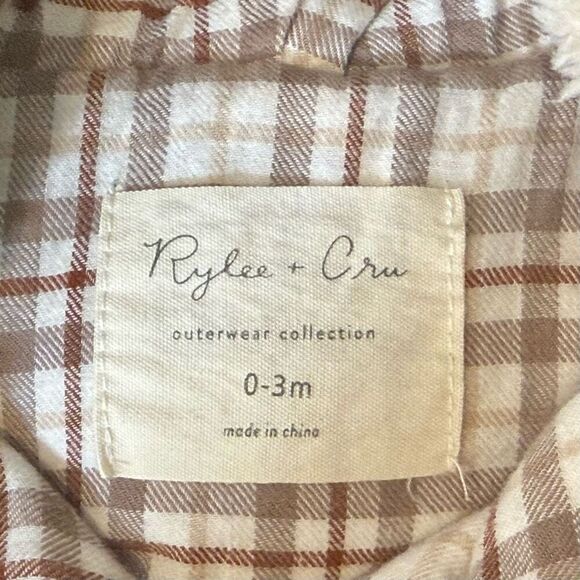 Rylee + Cru
outerwear collection
0-3m
made in china